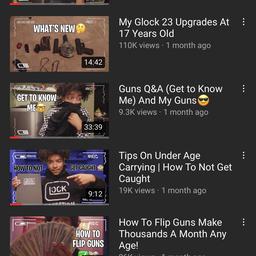 WHAT'S NEW🤔
14:42
My Glock 23 Upgrades At
17 Years Old
110K views · 1 month ago
GET TO KNOW
ME
33:39
Guns Q&A (Get to Know
Me) And My Guns😎
9.3K views · 1 month ago
HOW TO NOT GET CAUGHT
GLOCK
9:12
Tips On Under Age
Carrying | How To Not Get
Caught
19K views · 1 month ago
HOW TO
FLIP GUNS
How To Flip Guns Make
Thousands A Month Any
Age!